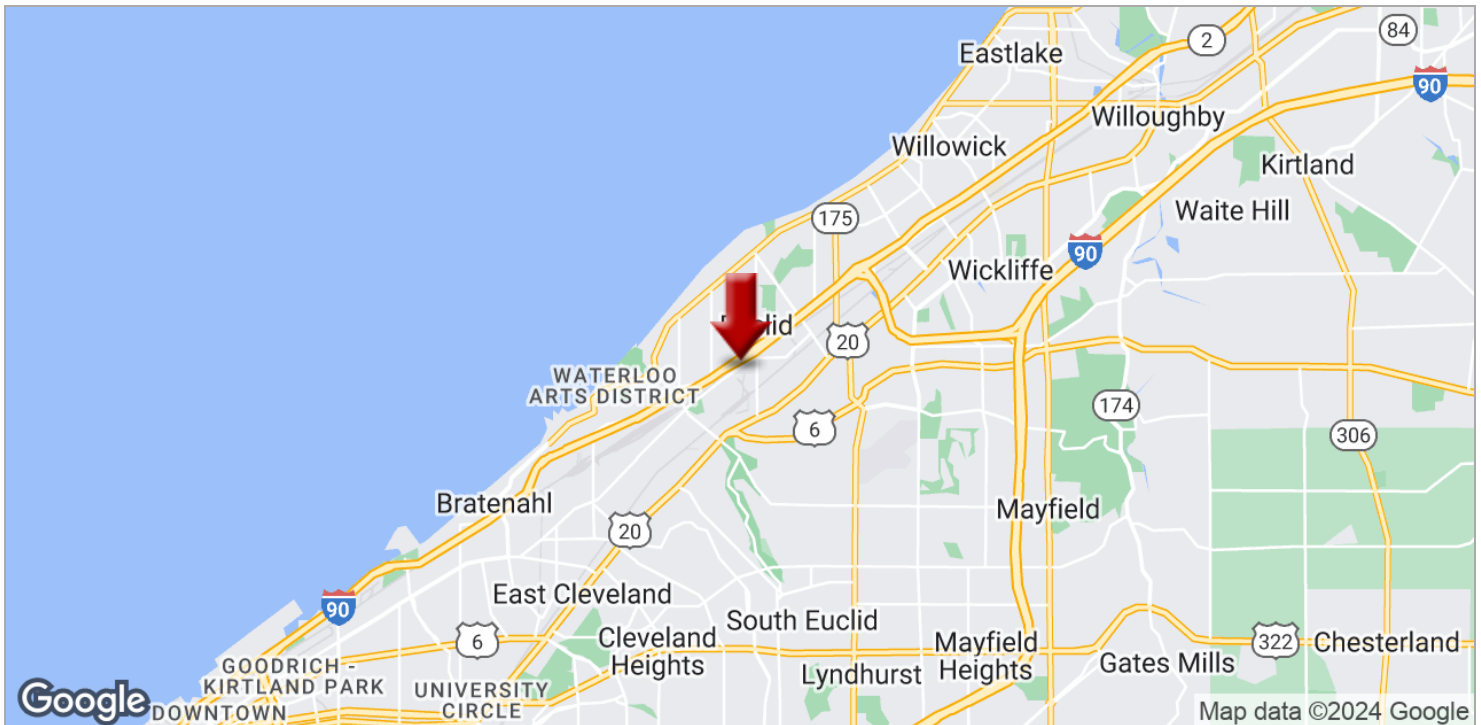 Eastlake
2
84
90
Willoughby
Willowick
Kirtland
175
Waite Hill
90
Wickliffe
20
WATERLOO
ARTS DISTRICT
174
6
306
Bratenahl
Mayfield
20
East Cleveland
90
South Euclid
6
Cleveland
Heights
Mayfield
Heights
322
Chesterland
GOODRICH -
KIRTLAND PARK
UNIVERSITY
CIRCLE
Lyndhurst
Gates Mills
Google
DOWNTOWN
Map data ©2024 Google